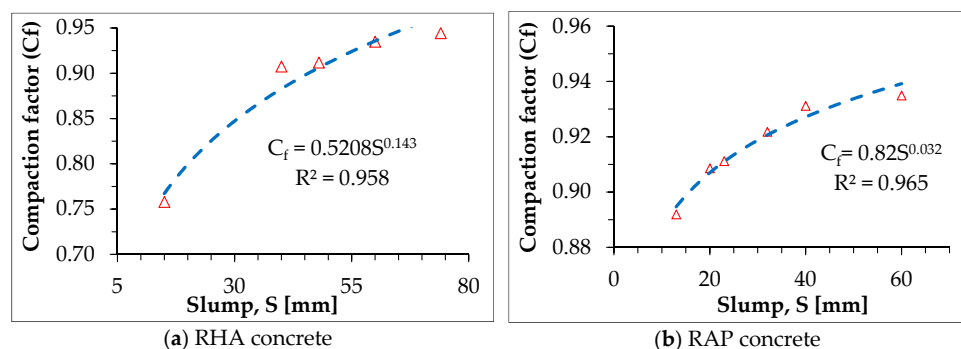 Compaction factor (Cf)
0.95
0.90
0.85
0.80
0.75
0.70
C_f = 0.5208S^0.143
R² = 0.958
5 30 55 80
Slump, S [mm]
(a) RHA concrete
Compaction factor (Cf)
0.96
0.94
0.92
0.90
0.88
C_f= 0.82S^0.032
R² = 0.965
0 20 40 60
Slump, S [mm]
(b) RAP concrete